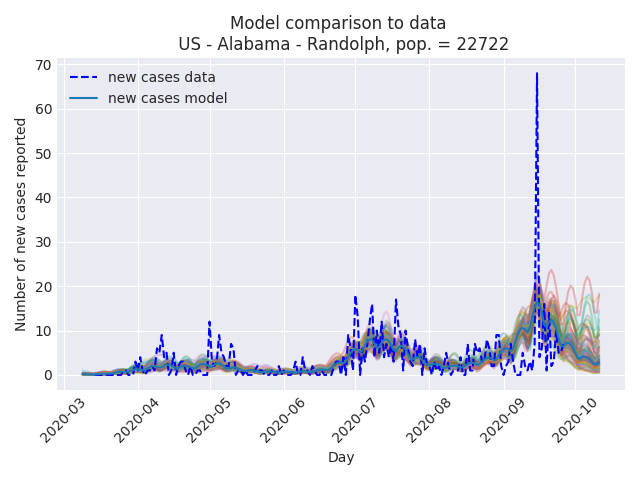 Model comparison to data
US - Alabama - Randolph, pop. = 22722
new cases data
new cases model
Number of new cases reported
70
60
50
40
30
20
10
0
2020-03
2020-04
2020-05
2020-06
2020-07
2020-08
2020-09
2020-10
Day